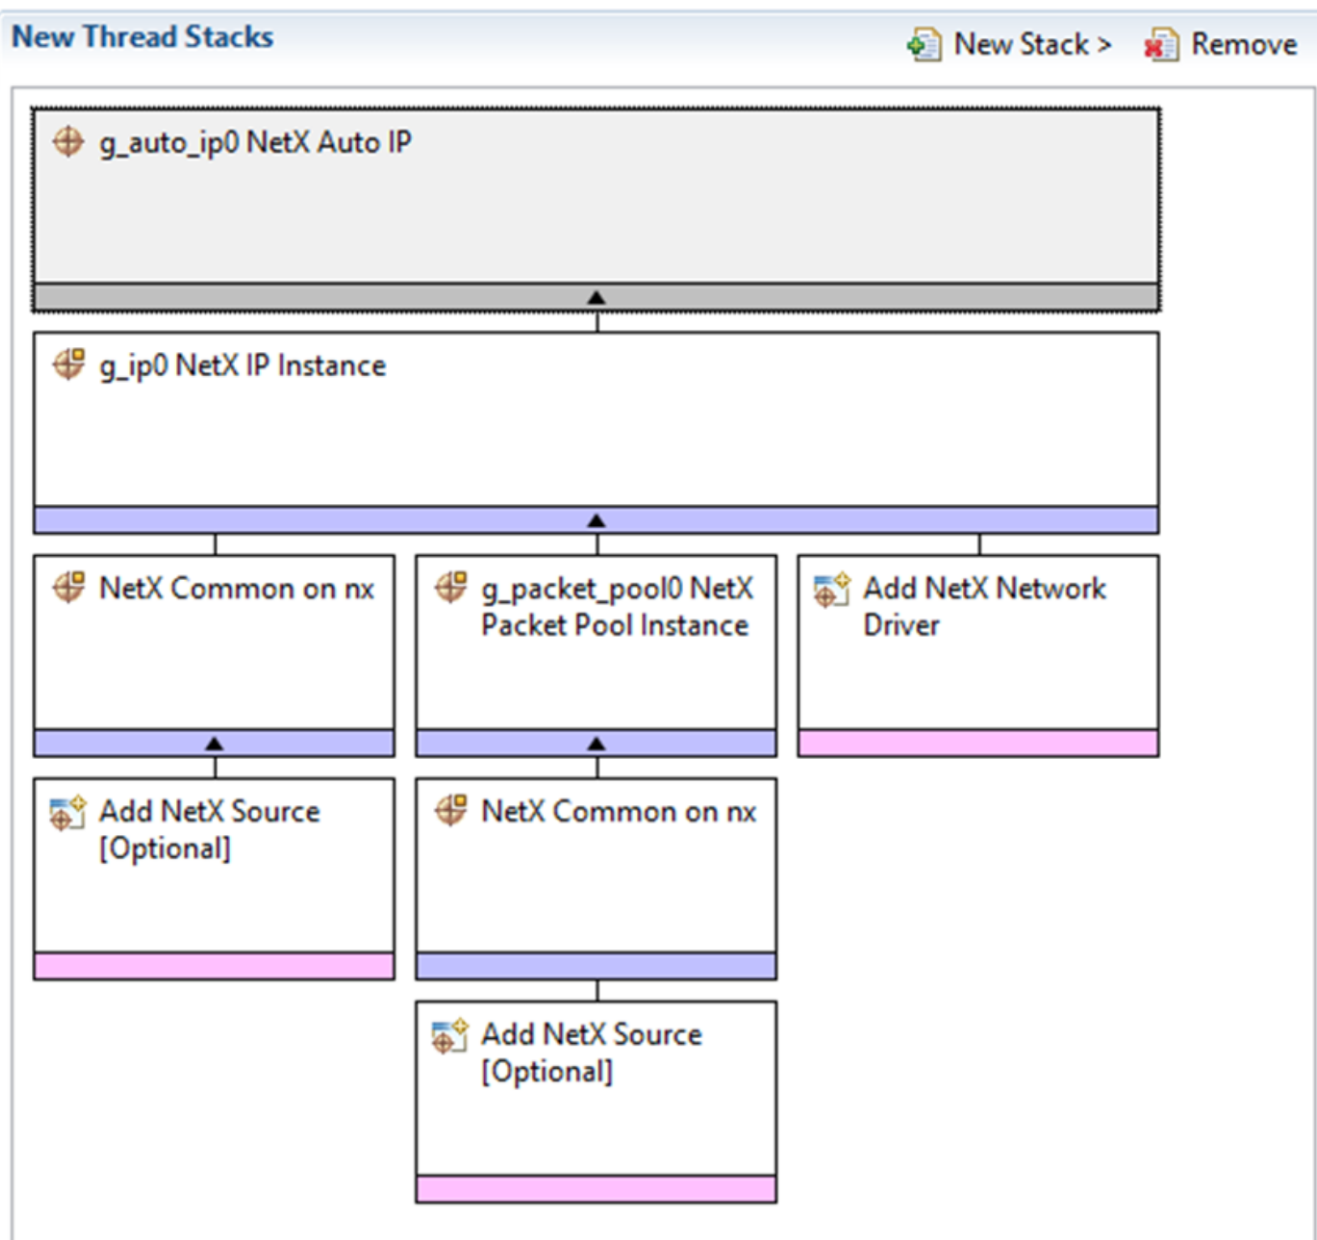 New Thread Stacks
New Stack >
Remove
g_auto_ip0 NetX Auto IP
g_ip0 NetX IP Instance
NetX Common on nx
g_packet_pool0 NetX
Packet Pool Instance
Add NetX Network
Driver
Add NetX Source
[Optional]
NetX Common on nx
Add NetX Source
[Optional]